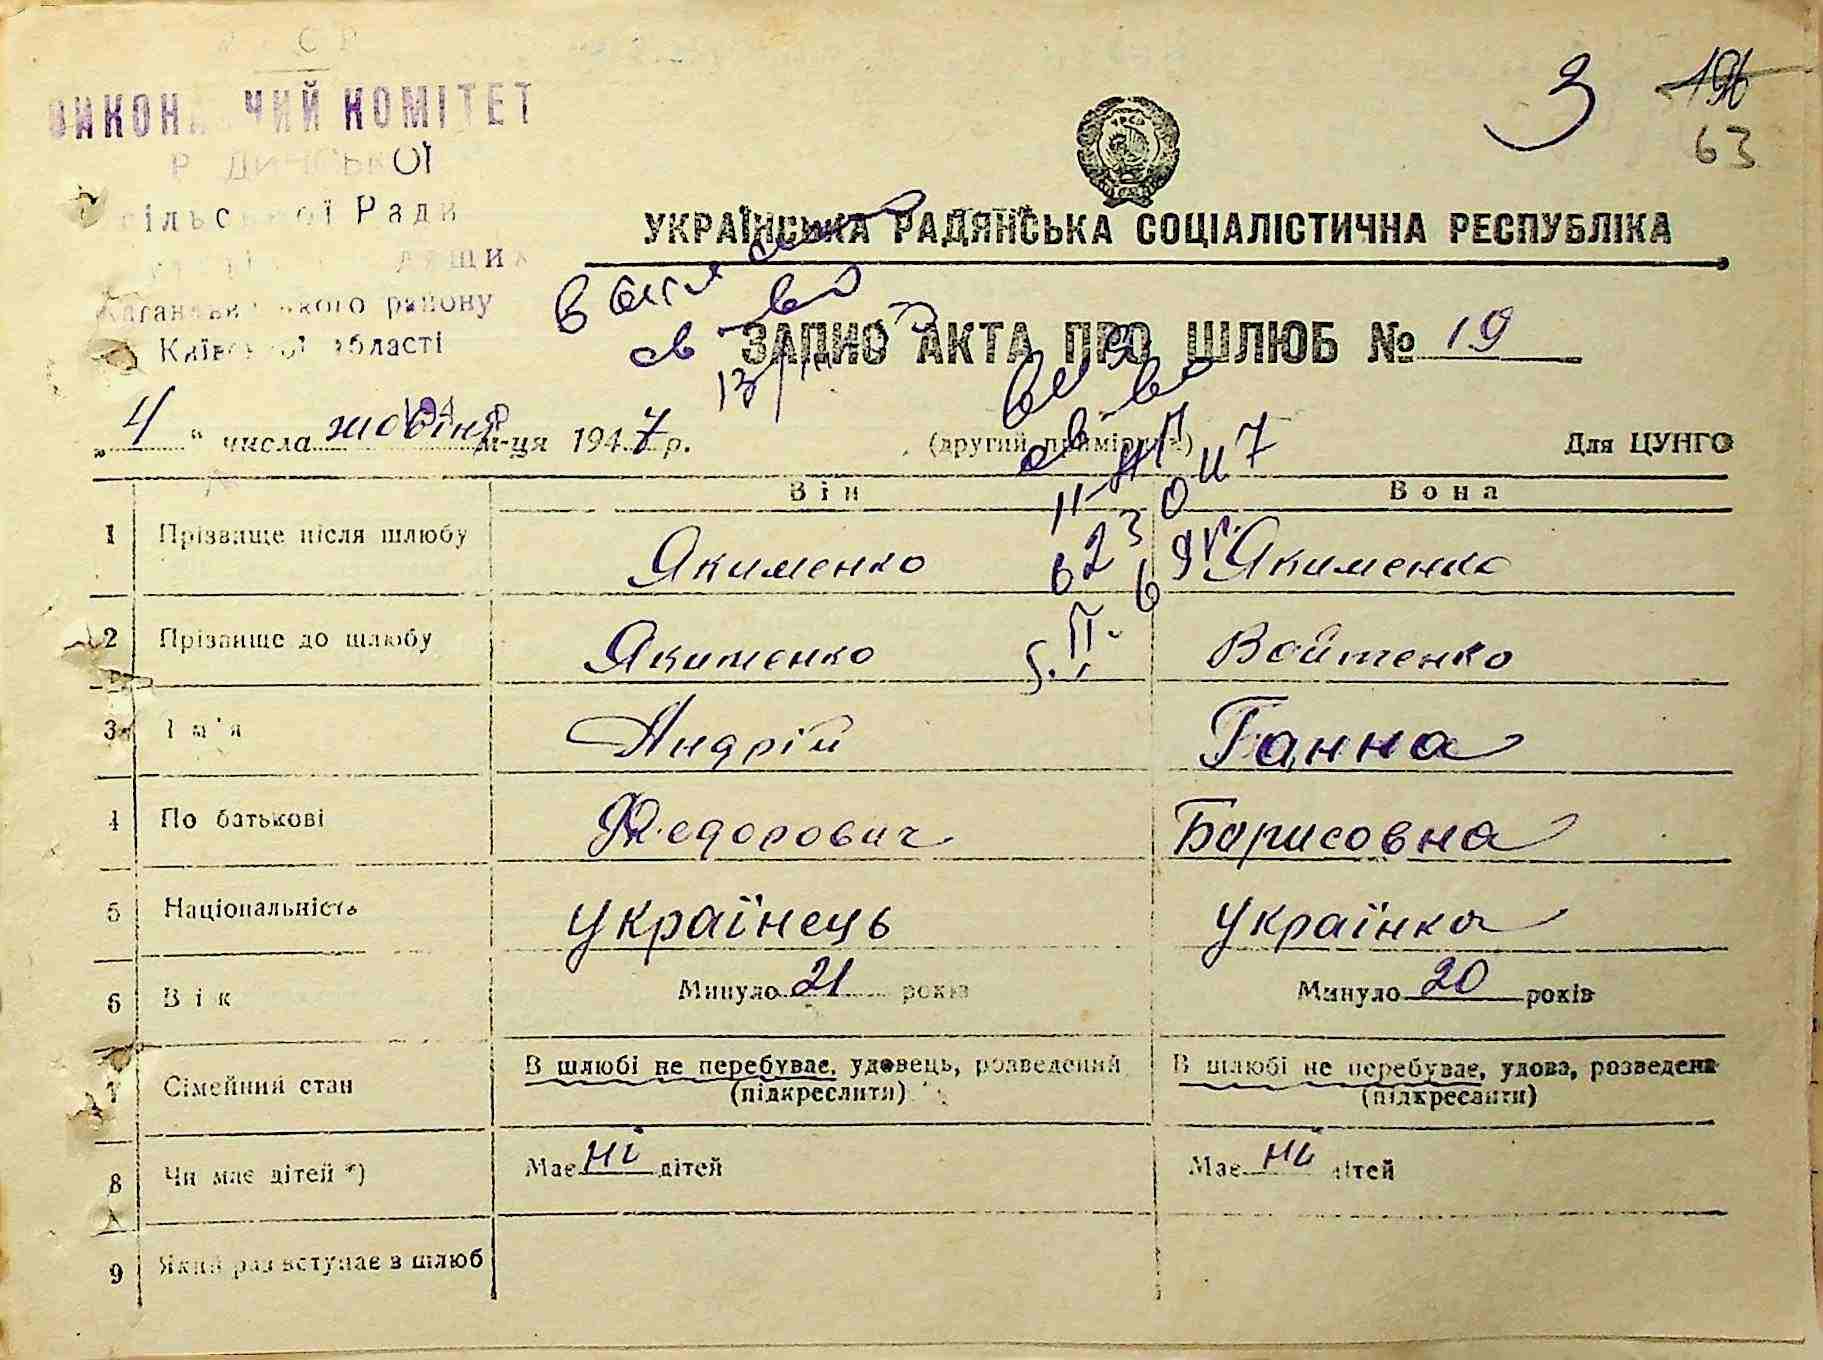 3 196
63
ВИКОНАВЧИЙ КОМІТЕТ
сільської Ради
району
Київської області
УКРАЇНСЬКА РАДЯНСЬКА СОЦІАЛІСТИЧНА РЕСПУБЛІКА
ЗАПИС АКТА ПРО ШЛЮБ № 19
„4“ числа жовтня м-ця 1947 р.
(другий примірник) Для ЦУНГО
Він Вона
1 Прізвище після шлюбу Якименко Якименко
2 Прізвище до шлюбу Якименко Войтенко
3 Ім'я Андрій Ганна
4 По батькові Федорович Борисовна
5 Національність Українець Українка
6 Вік Минуло 21 років Минуло 20 років
7 Сімейний стан В шлюбі не перебуває, удовець, розведений (підкреслити) В шлюбі не перебуває, удова, розведена (підкреслити)
8 Чи має дітей *) Має ні дітей Має ні дітей
9 Який раз вступає в шлюб